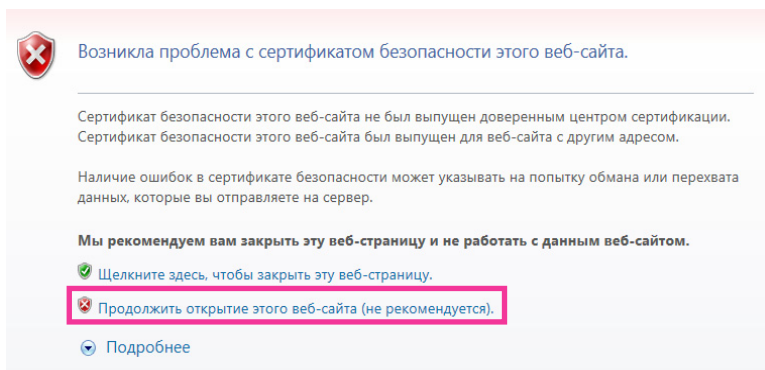 Возникла проблема с сертификатом безопасности этого веб-сайта.
Сертификат безопасности этого веб-сайта не был выпущен доверенным центром сертификации.
Сертификат безопасности этого веб-сайта был выпущен для веб-сайта с другим адресом.
Наличие ошибок в сертификате безопасности может указывать на попытку обмана или перехвата
данных, которые вы отправляете на сервер.
Мы рекомендуем вам закрыть эту веб-страницу и не работать с данным веб-сайтом.
Щелкните здесь, чтобы закрыть эту веб-страницу.
Продолжить открытие этого веб-сайта (не рекомендуется).
Подробнее